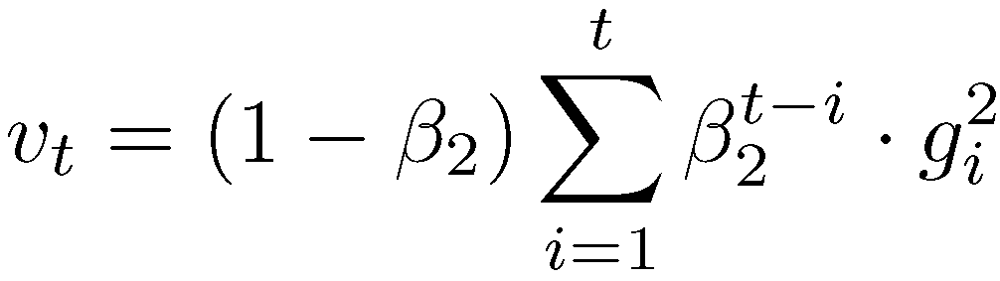 v_t = (1 − β_2) \sum_{i=1}^{t} β_2^{t−i} · g_i^2